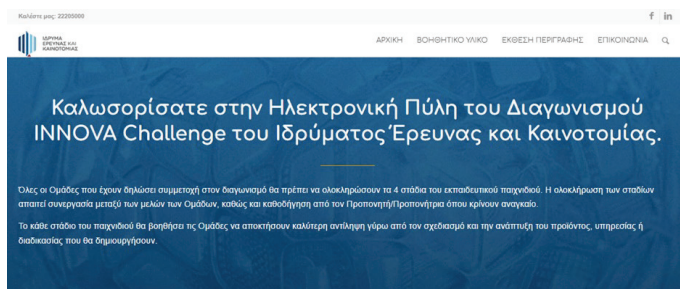 Καλέστε μας: 22205000
ΙΔΡΥΜΑ
ΕΡΕΥΝΑΣ ΚΑΙ
ΚΑΙΝΟΤΟΜΙΑΣ
ΑΡΧΙΚΗ ΒΟΗΘΗΤΙΚΟ ΥΛΙΚΟ ΕΚΘΕΣΗ ΠΕΡΙΓΡΑΦΗΣ ΕΠΙΚΟΙΝΩΝΙΑ
Καλωσορίσατε στην Ηλεκτρονική Πύλη του Διαγωνισμού
INNOVA Challenge του Ιδρύματος Έρευνας και Καινοτομίας.
Όλες οι Ομάδες που έχουν δηλώσει συμμετοχή στον διαγωνισμό θα πρέπει να ολοκληρώσουν τα 4 στάδια του εκπαιδευτικού παιχνιδιού. Η ολοκλήρωση των σταδίων
απαιτεί συνεργασία μεταξύ των μελών των Ομάδων, καθώς και καθοδήγηση από τον Προπονητή/Προπονήτρια όπου κρίνουν αναγκαίο.
Το κάθε στάδιο του παιχνιδιού θα βοηθήσει τις Ομάδες να αποκτήσουν καλύτερη αντίληψη γύρω από τον σχεδιασμό και την ανάπτυξη του προϊόντος, υπηρεσίας ή
διαδικασίας που θα δημιουργήσουν.